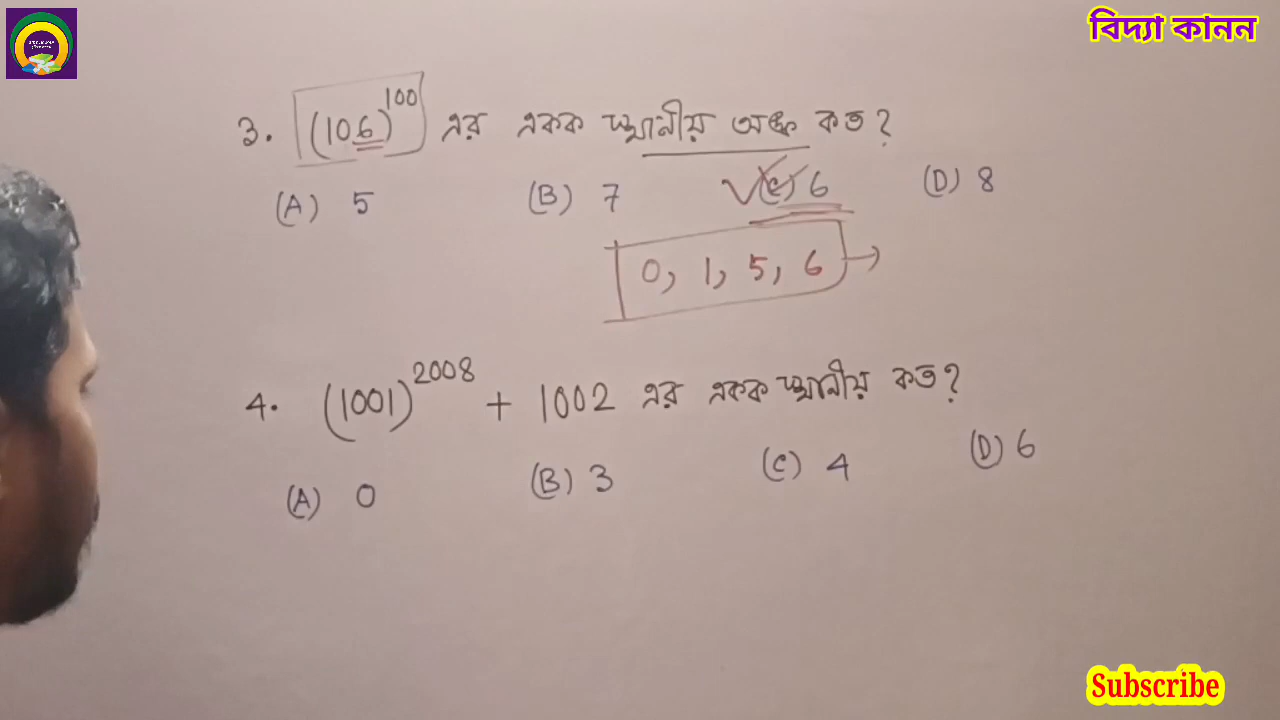 বিদ্যা কানন
3. (106)^100 এর একক স্থানীয় অঙ্ক কত?
(A) 5 (B) 7 ✓(C) 6 (D) 8
0, 1, 5, 6 →
4. (1001)^2008 + 1002 এর একক স্থানীয় কত?
(A) 0 (B) 3 (C) 4 (D) 6
Subscribe